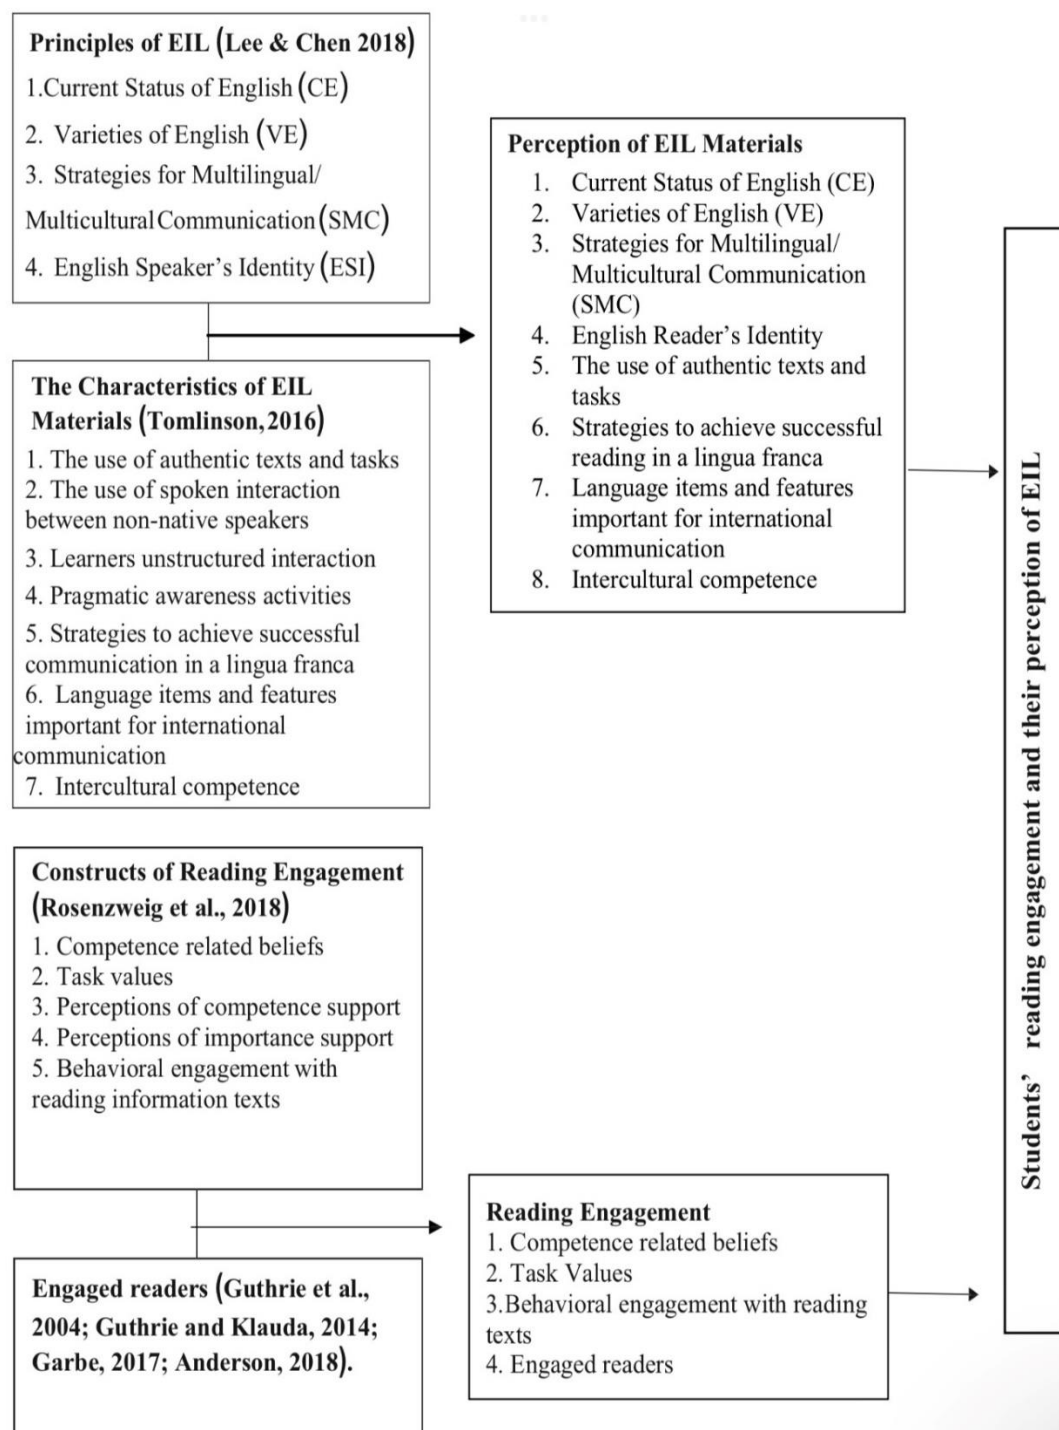 Principles of EIL (Lee & Chen 2018)
1.Current Status of English (CE)
2. Varieties of English (VE)
3. Strategies for Multilingual/
Multicultural Communication (SMC)
4. English Speaker’s Identity (ESI)
The Characteristics of EIL
Materials (Tomlinson,2016)
1. The use of authentic texts and tasks
2. The use of spoken interaction
between non-native speakers
3. Learners unstructured interaction
4. Pragmatic awareness activities
5. Strategies to achieve successful
communication in a lingua franca
6. Language items and features
important for international
communication
7. Intercultural competence
Perception of EIL Materials
1. Current Status of English (CE)
2. Varieties of English (VE)
3. Strategies for Multilingual/
Multicultural Communication
(SMC)
4. English Reader’s Identity
5. The use of authentic texts and
tasks
6. Strategies to achieve successful
reading in a lingua franca
7. Language items and features
important for international
communication
8. Intercultural competence
Constructs of Reading Engagement
(Rosenzweig et al., 2018)
1. Competence related beliefs
2. Task values
3. Perceptions of competence support
4. Perceptions of importance support
5. Behavioral engagement with
reading information texts
Engaged readers (Guthrie et al.,
2004; Guthrie and Klauda, 2014;
Garbe, 2017; Anderson, 2018).
Reading Engagement
1. Competence related beliefs
2. Task Values
3.Behavioral engagement with reading
texts
4. Engaged readers
Students’ reading engagement and their perception of EIL